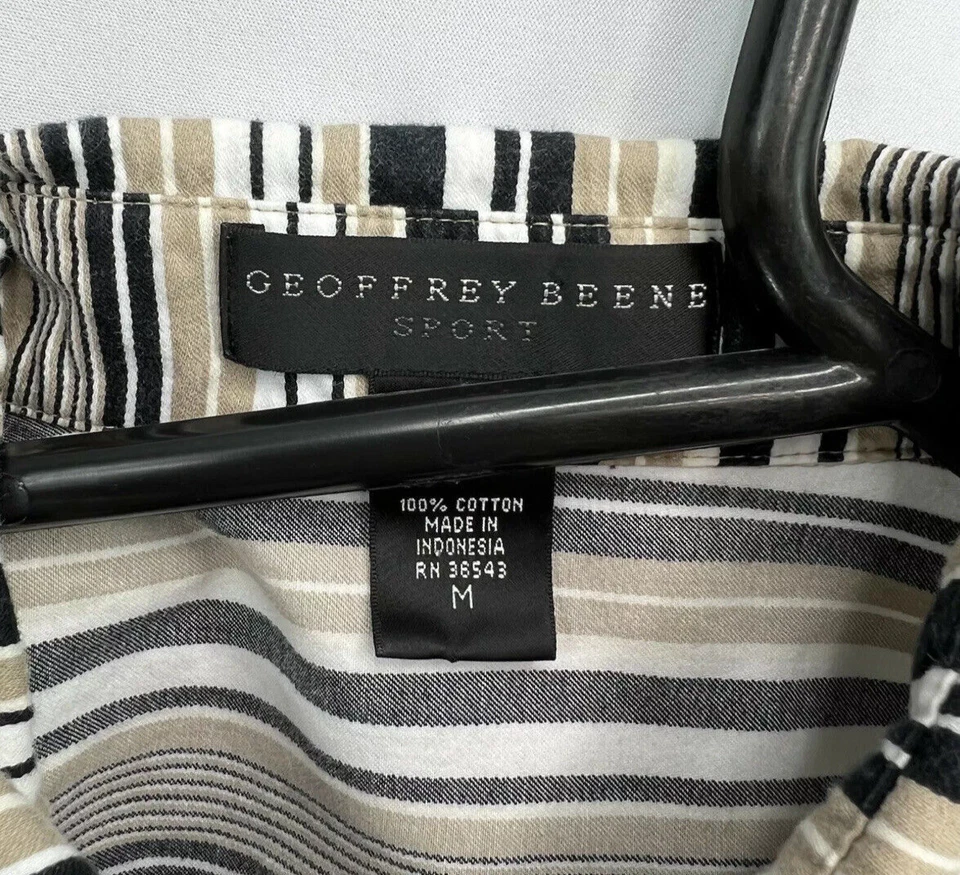 GEOFFREY BEENE
SPORT
100% COTTON
MADE IN
INDONESIA
RN 36543
M